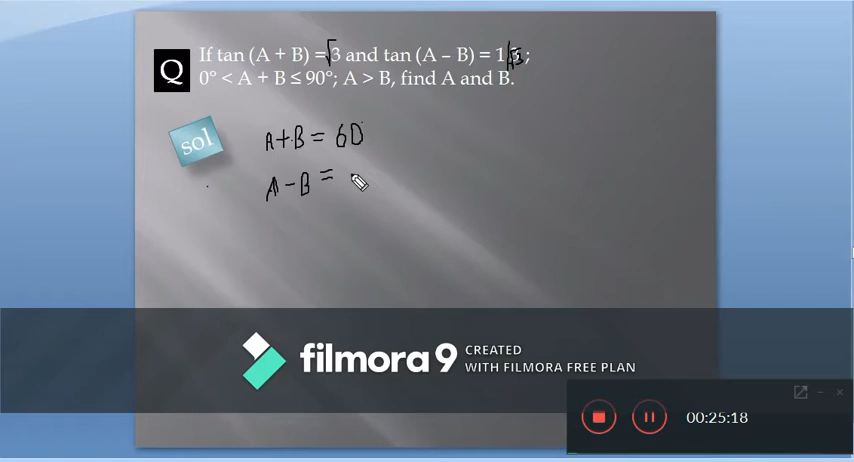 If tan (A + B) = √3 and tan (A – B) = 1/√3 ;
Q
0° < A + B ≤ 90°; A > B, find A and B.
sol
A+B = 60
A-B =
filmora 9 CREATED
WITH FILMORA FREE PLAN
00:25:18